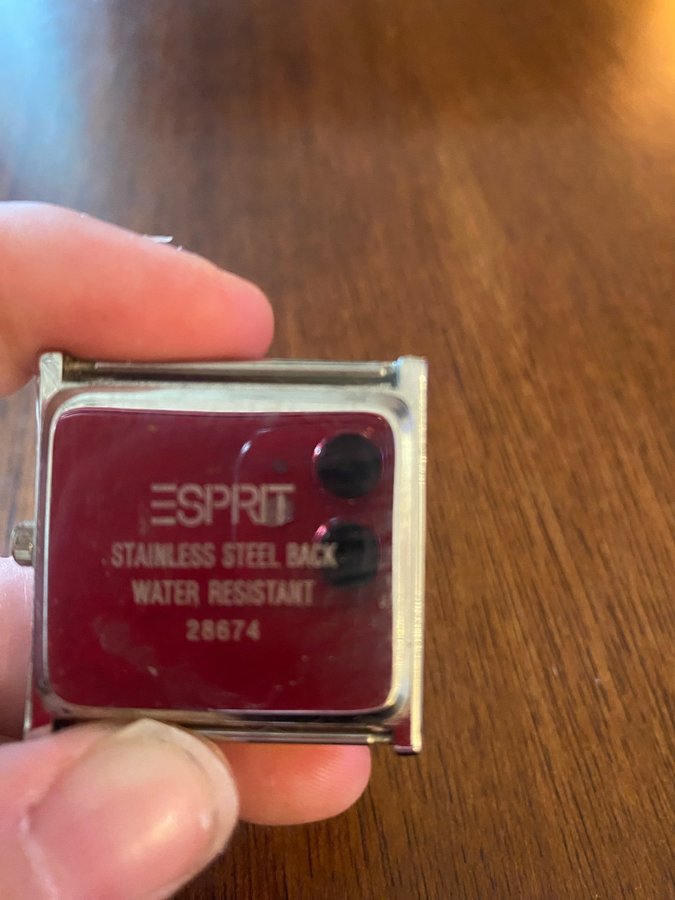 ESPRIT
STAINLESS STEEL BACK
WATER RESISTANT
28674